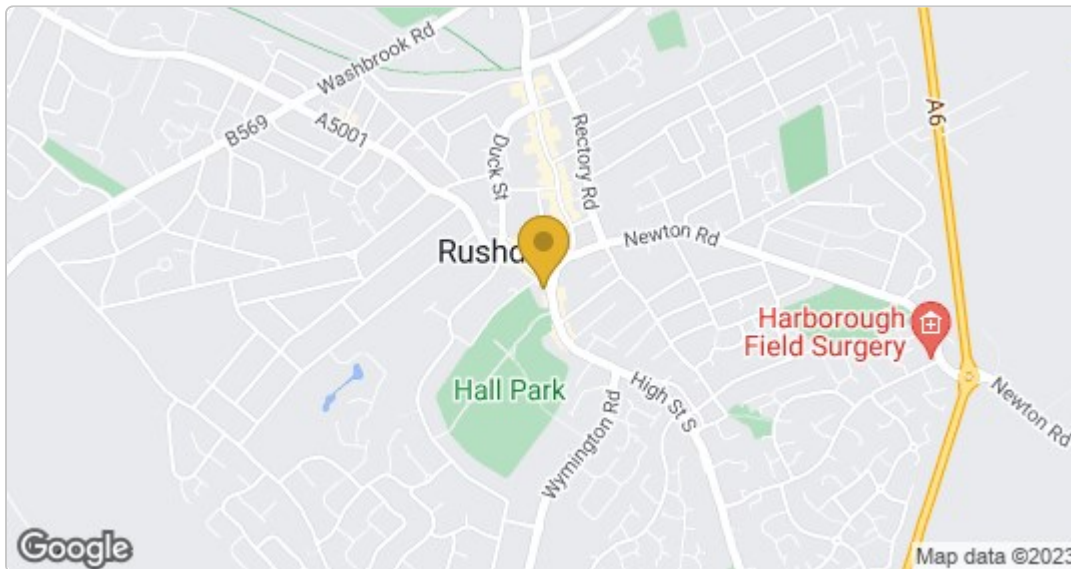 Washbrook Rd
B569
A5001
Duck St
Rectory Rd
A6
Rushd
Newton Rd
Harborough
Field Surgery
Hall Park
High St S
Wymington Rd
Newton Rd
Google
Map data ©2023